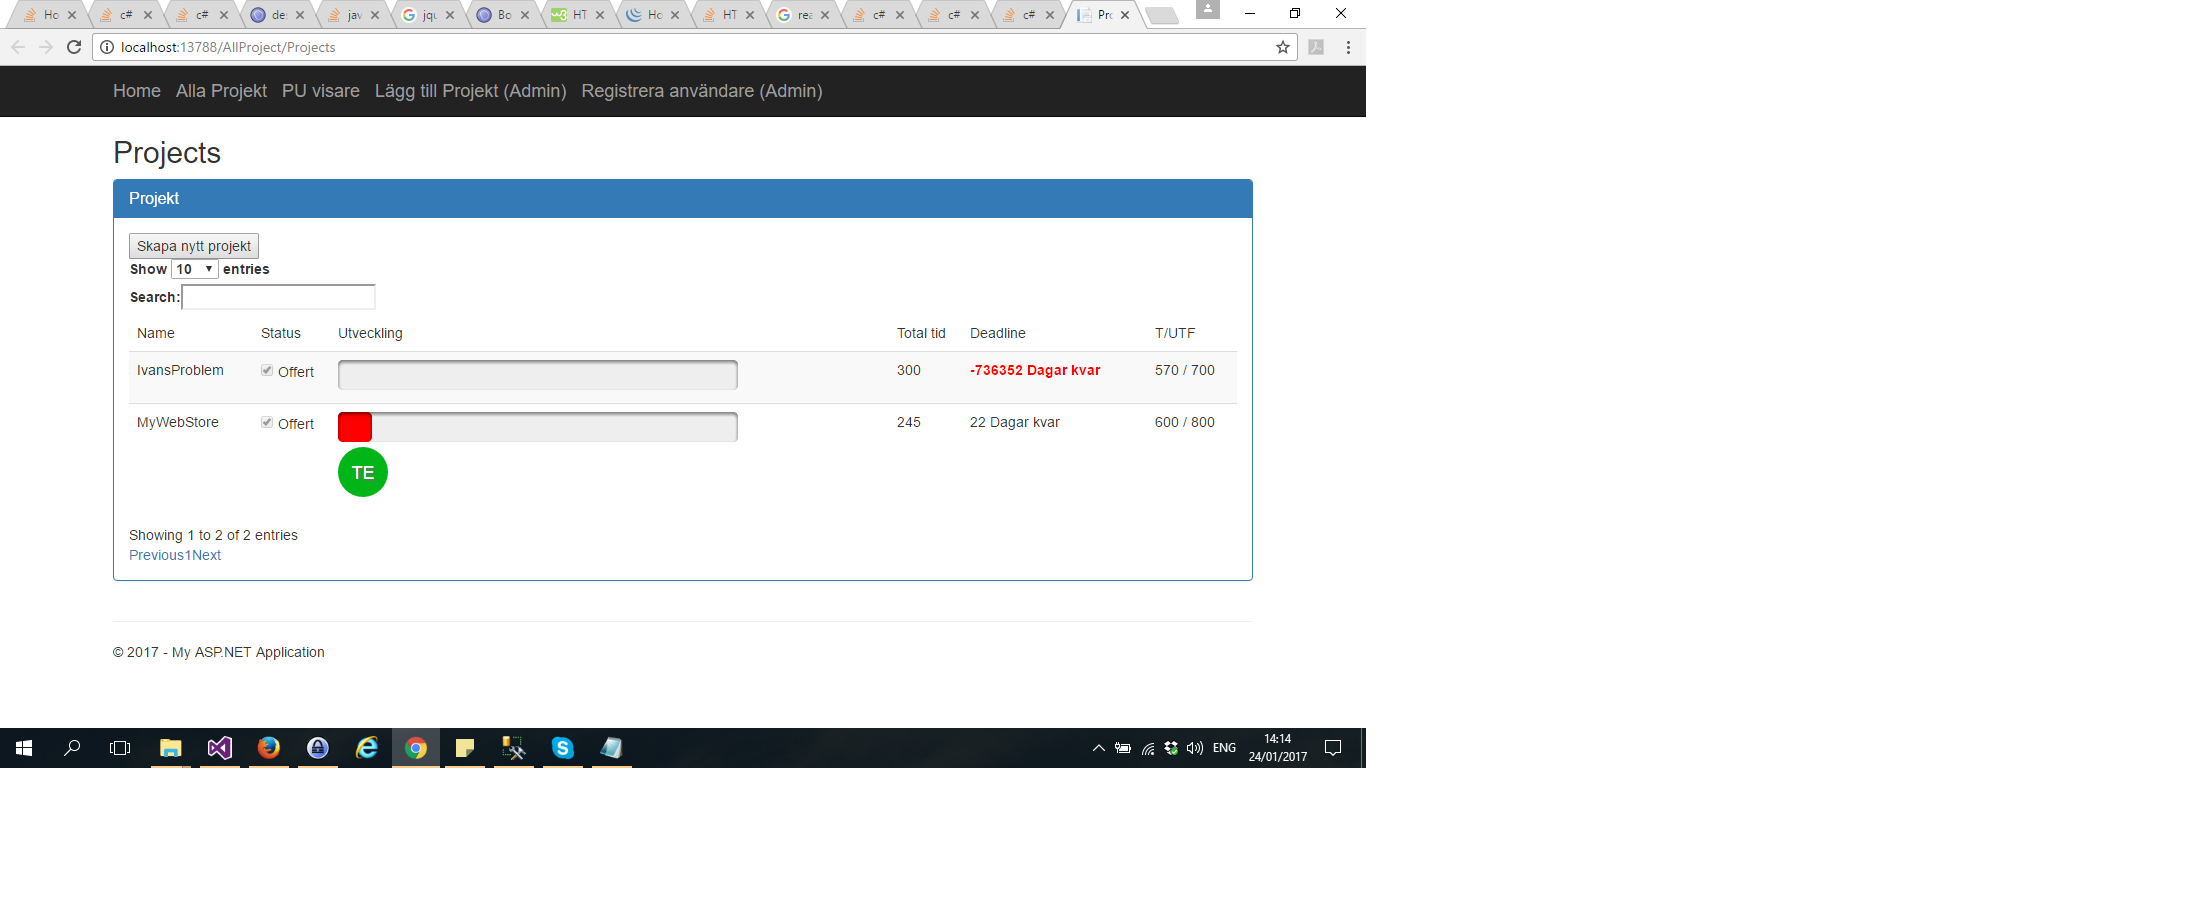 Ho c# c# de: jav jqu Bo HT Ho HT rea c# c# c# Pro
localhost:13788/AllProject/Projects
Home Alla Projekt PU visare Lägg till Projekt (Admin) Registrera användare (Admin)
Projects
Projekt
Skapa nytt projekt
Show 10 entries
Search:
Name Status Utveckling Total tid Deadline T/UTF
IvansProblem Offert 300 -736352 Dagar kvar 570 / 700
MyWebStore Offert 245 22 Dagar kvar 600 / 800
TE
Showing 1 to 2 of 2 entries
Previous1Next
© 2017 - My ASP.NET Application
ENG 14:14
24/01/2017